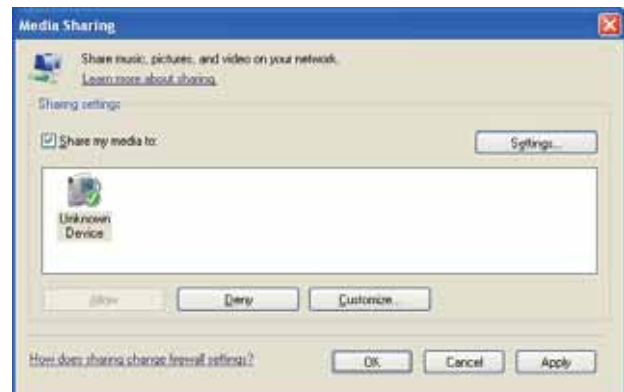 Media Sharing
Share music, pictures, and video on your network.
Learn more about sharing.
Sharing settings
Share my media to:
Settings...
Unknown
Device
Allow
Deny
Customize...
How does sharing change firewall settings?
OK
Cancel
Apply